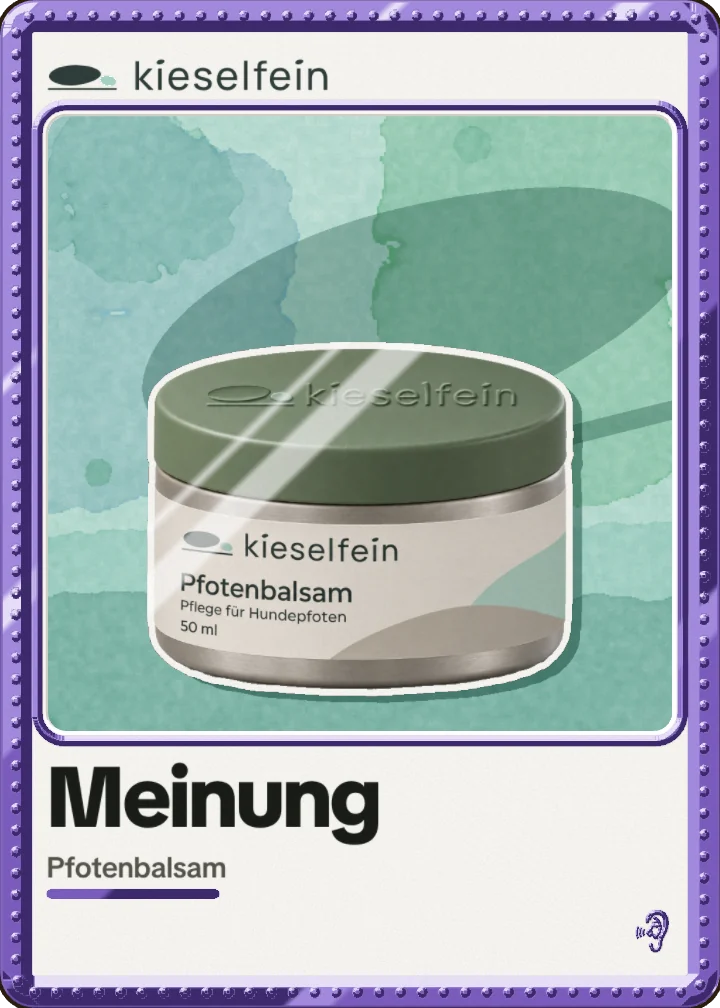 kieselfein
kieselfein
kieselfein
Pfotenbalsam
Pflege für Hundepfoten
50 ml
Meinung
Pfotenbalsam